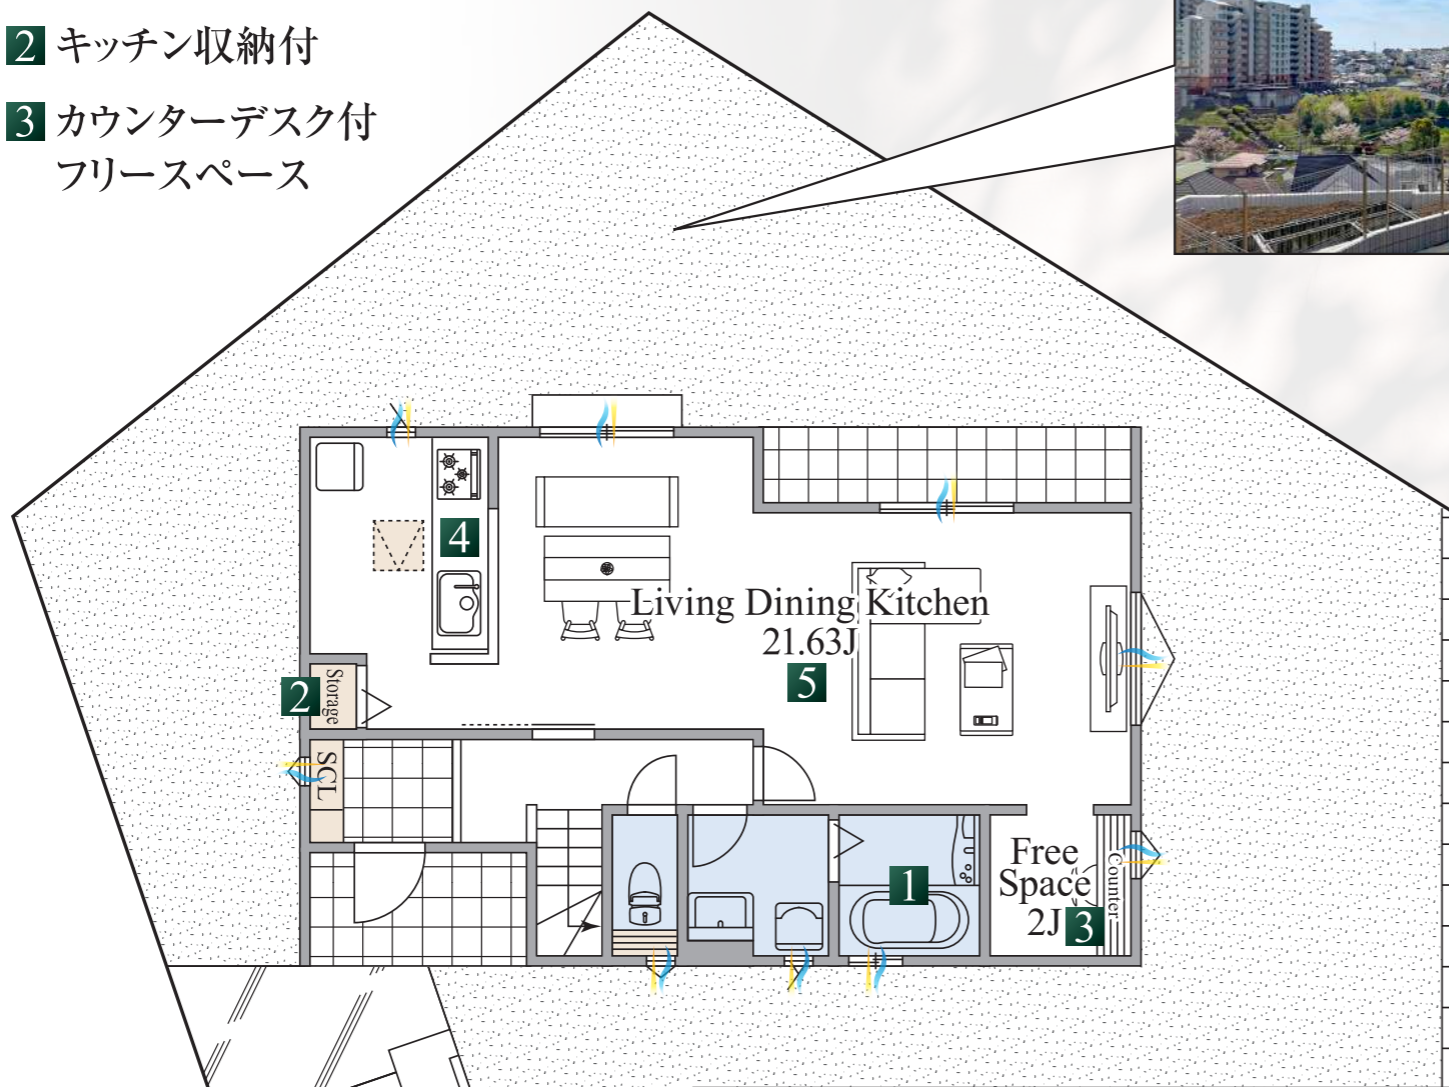 2 キッチン収納付
3 カウンターデスク付
フリースペース
4
Living Dining Kitchen
21.63J
5
2
Storage
SCL
1
Free
Space
2J
3
Counter